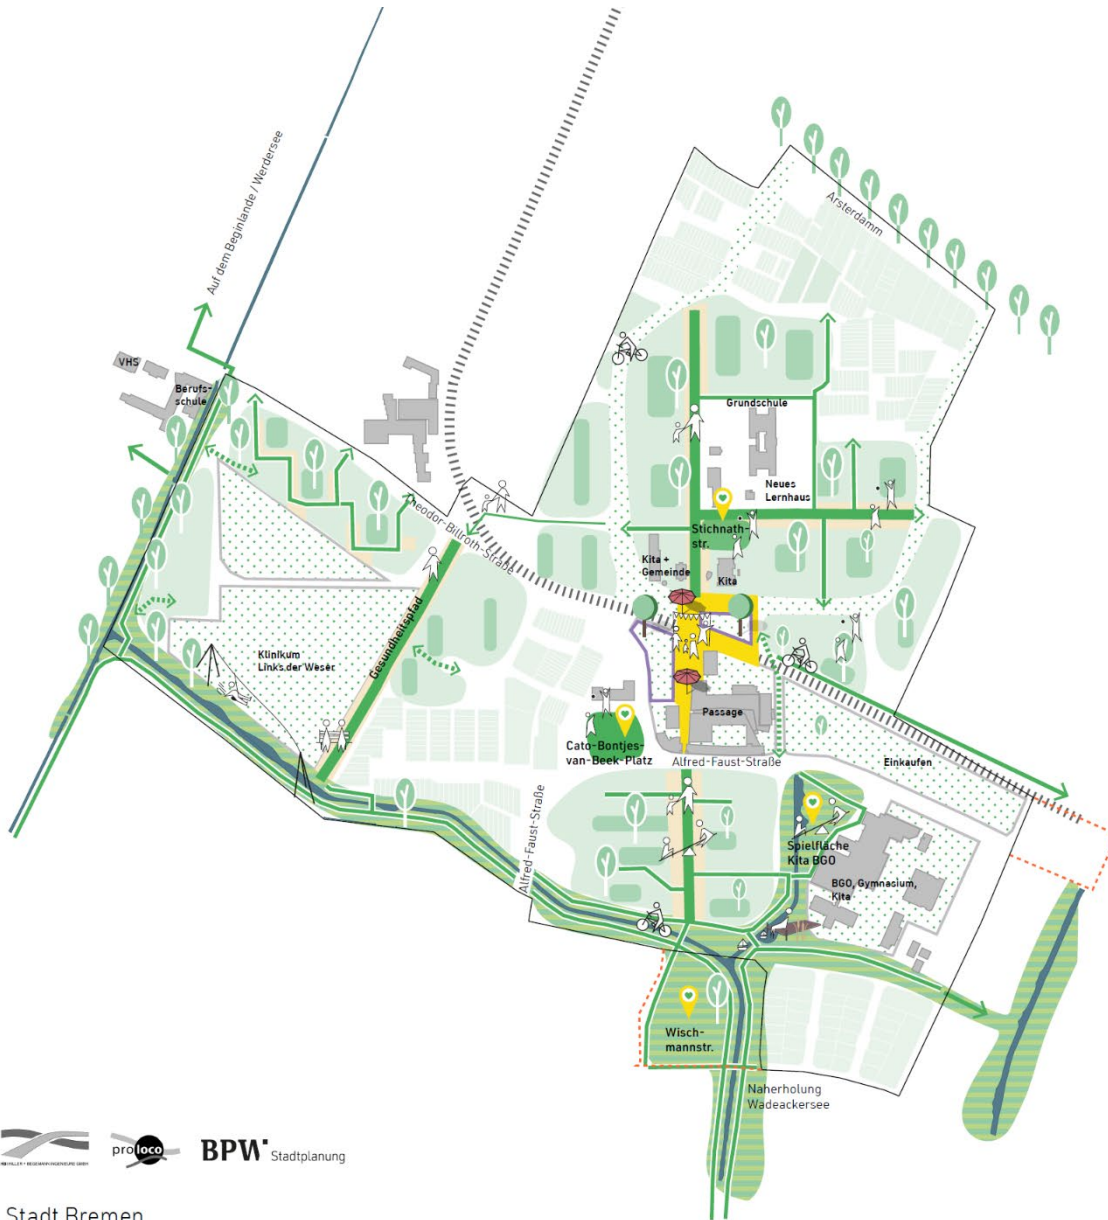 Auf dem Beginlande / Werdersee
Arsterdamm
VHS
Berufs-
schule
Grundschule
Neues
Lernhaus
Theodor-Billroth-Straße
Stichnath-
str.
Kita +
Gemeinde
Kita
Gesundheitspfad
Klinikum
Links der Weser
Passage
Cato-Bontjes-
van-Beek-Platz
Alfred-Faust-Straße
Einkaufen
Alfred-Faust-Straße
Spielfläche
Kita BGO
BGO, Gymnasium,
Kita
Wisch-
mannstr.
Naherholung
Wadeackersee
proloco
BPW Stadtplanung
Stadt Bremen